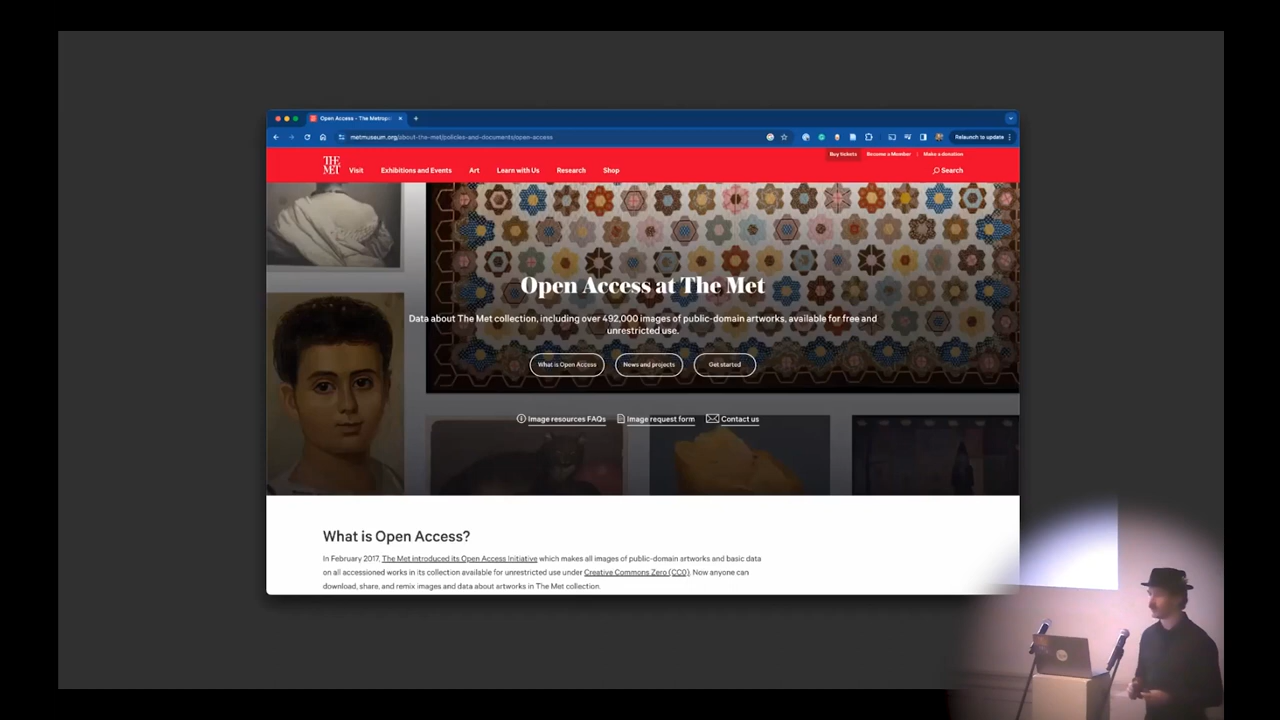 Open Access - The Metropol
metmuseum.org/about-the-met/policies-and-documents/open-access
Relaunch to update
Buy tickets
Become a Member
Make a donation
THE
MET
Visit
Exhibitions and Events
Art
Learn with Us
Research
Shop
Search
Open Access at The Met
Data about The Met collection, including over 492,000 images of public-domain artworks, available for free and
unrestricted use.
What is Open Access
News and projects
Get started
Image resources FAQs
Image request form
Contact us
What is Open Access?
In February 2017, The Met introduced its Open Access Initiative which makes all images of public-domain artworks and basic data
on all accessioned works in its collection available for unrestricted use under Creative Commons Zero (CC0). Now anyone can
download, share, and remix images and data about artworks in The Met collection.